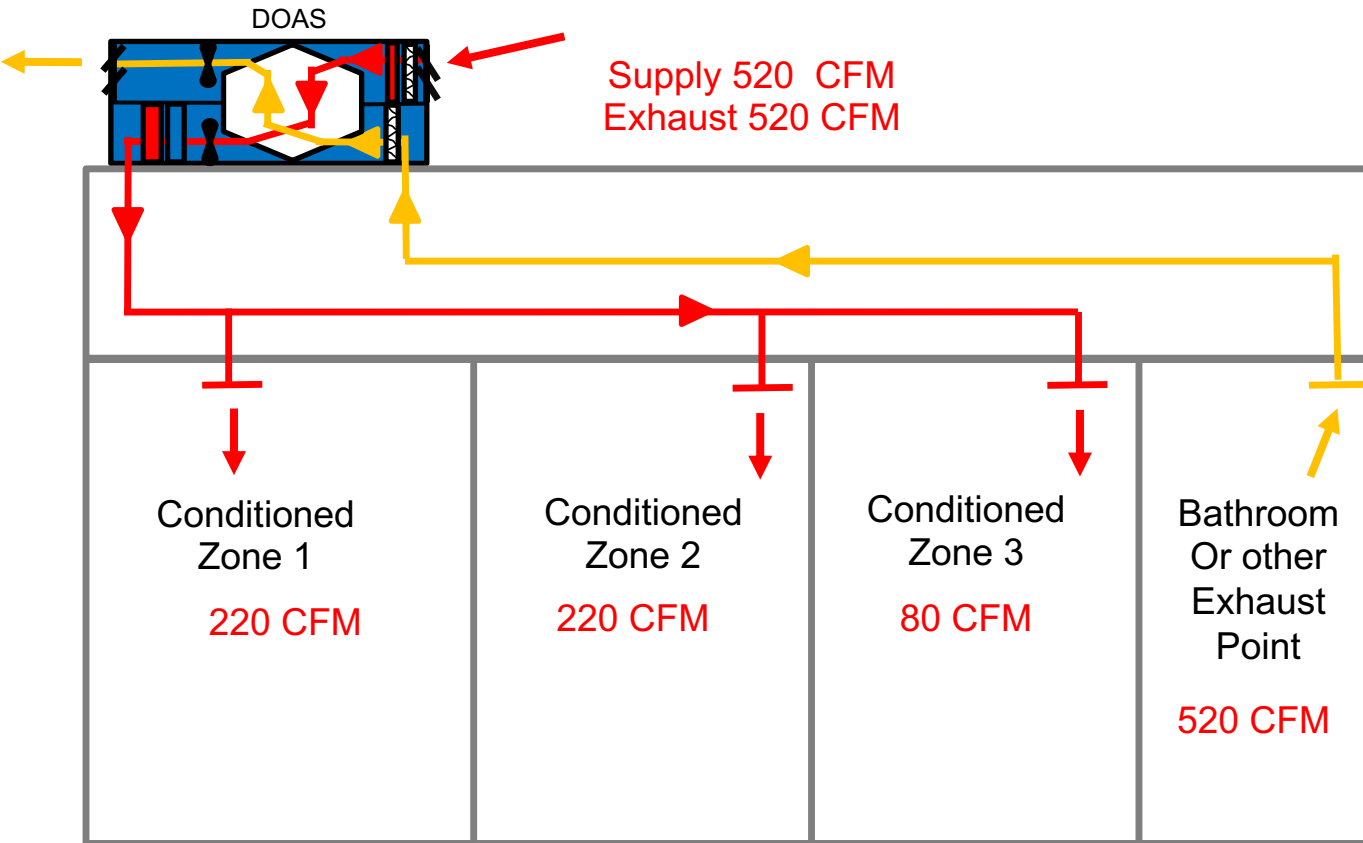 DOAS
Supply 520 CFM
Exhaust 520 CFM
Conditioned
Zone 1
220 CFM
Conditioned
Zone 2
220 CFM
Conditioned
Zone 3
80 CFM
Bathroom
Or other
Exhaust
Point
520 CFM